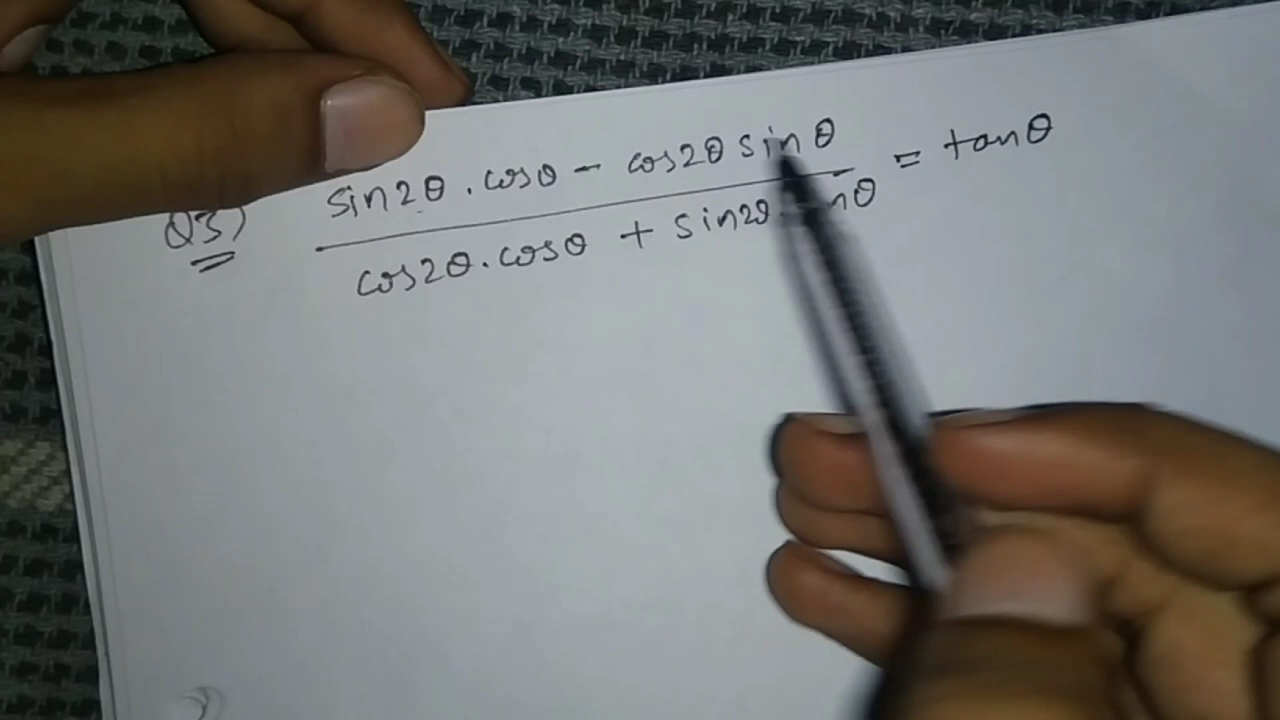 Q3) sin2θ . cosθ − cos2θ sinθ = tanθ
cos2θ . cosθ + sin2θ